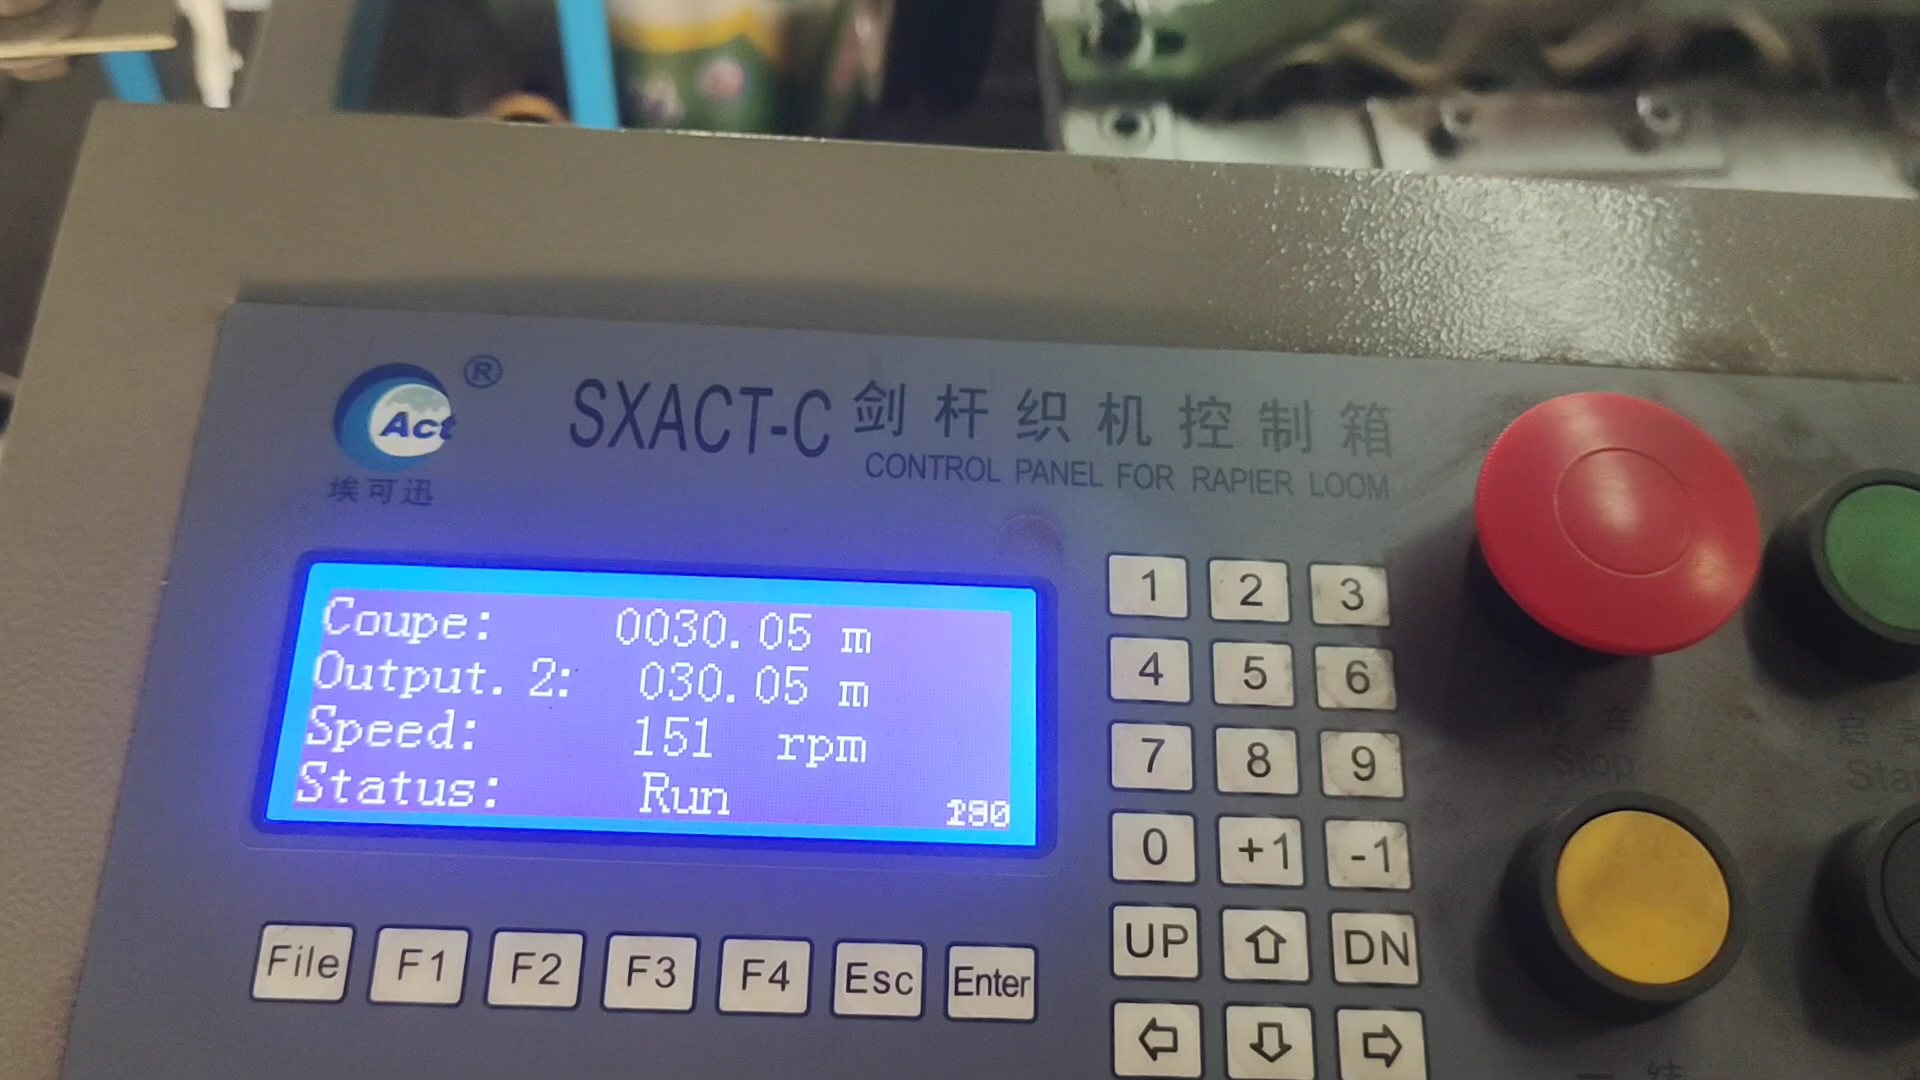 Act ®
埃可迅
SXACT-C 剑杆织机控制箱
CONTROL PANEL FOR RAPIER LOOM
Coupe: 0030.05 m
Output. 2: 030.05 m
Speed: 151 rpm
Status: Run
File F1 F2 F3 F4 Esc Enter
1 2 3
4 5 6
7 8 9
0 +1 -1
UP DN
Stop